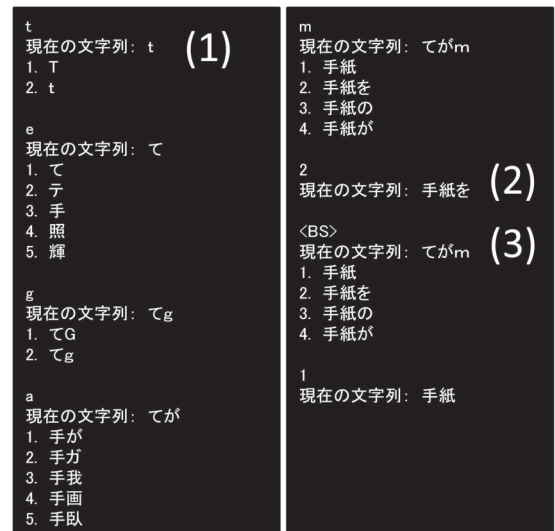 t
現在の文字列: t
(1)
1. T
2. t
e
現在の文字列: て
1. て
2. テ
3. 手
4. 照
5. 輝
g
現在の文字列: てg
1. てG
2. てg
a
現在の文字列: てが
1. 手が
2. 手ガ
3. 手我
4. 手画
5. 手臥
m
現在の文字列: てがm
1. 手紙
2. 手紙を
3. 手紙の
4. 手紙が
2
現在の文字列: 手紙を
(2)
<BS>
現在の文字列: てがm
(3)
1. 手紙
2. 手紙を
3. 手紙の
4. 手紙が
1
現在の文字列: 手紙